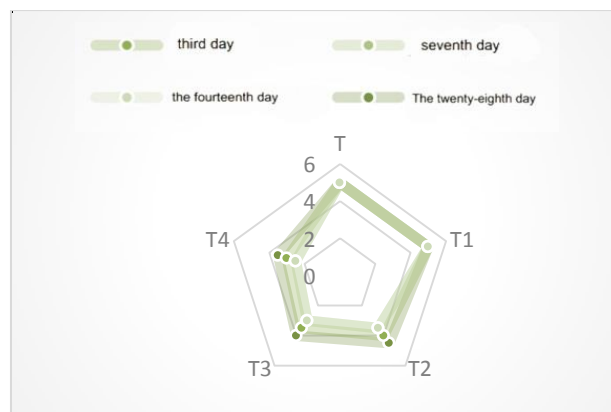 third day
seventh day
the fourteenth day
The twenty-eighth day
T
6
4
T4
2
T1
0
T3
T2